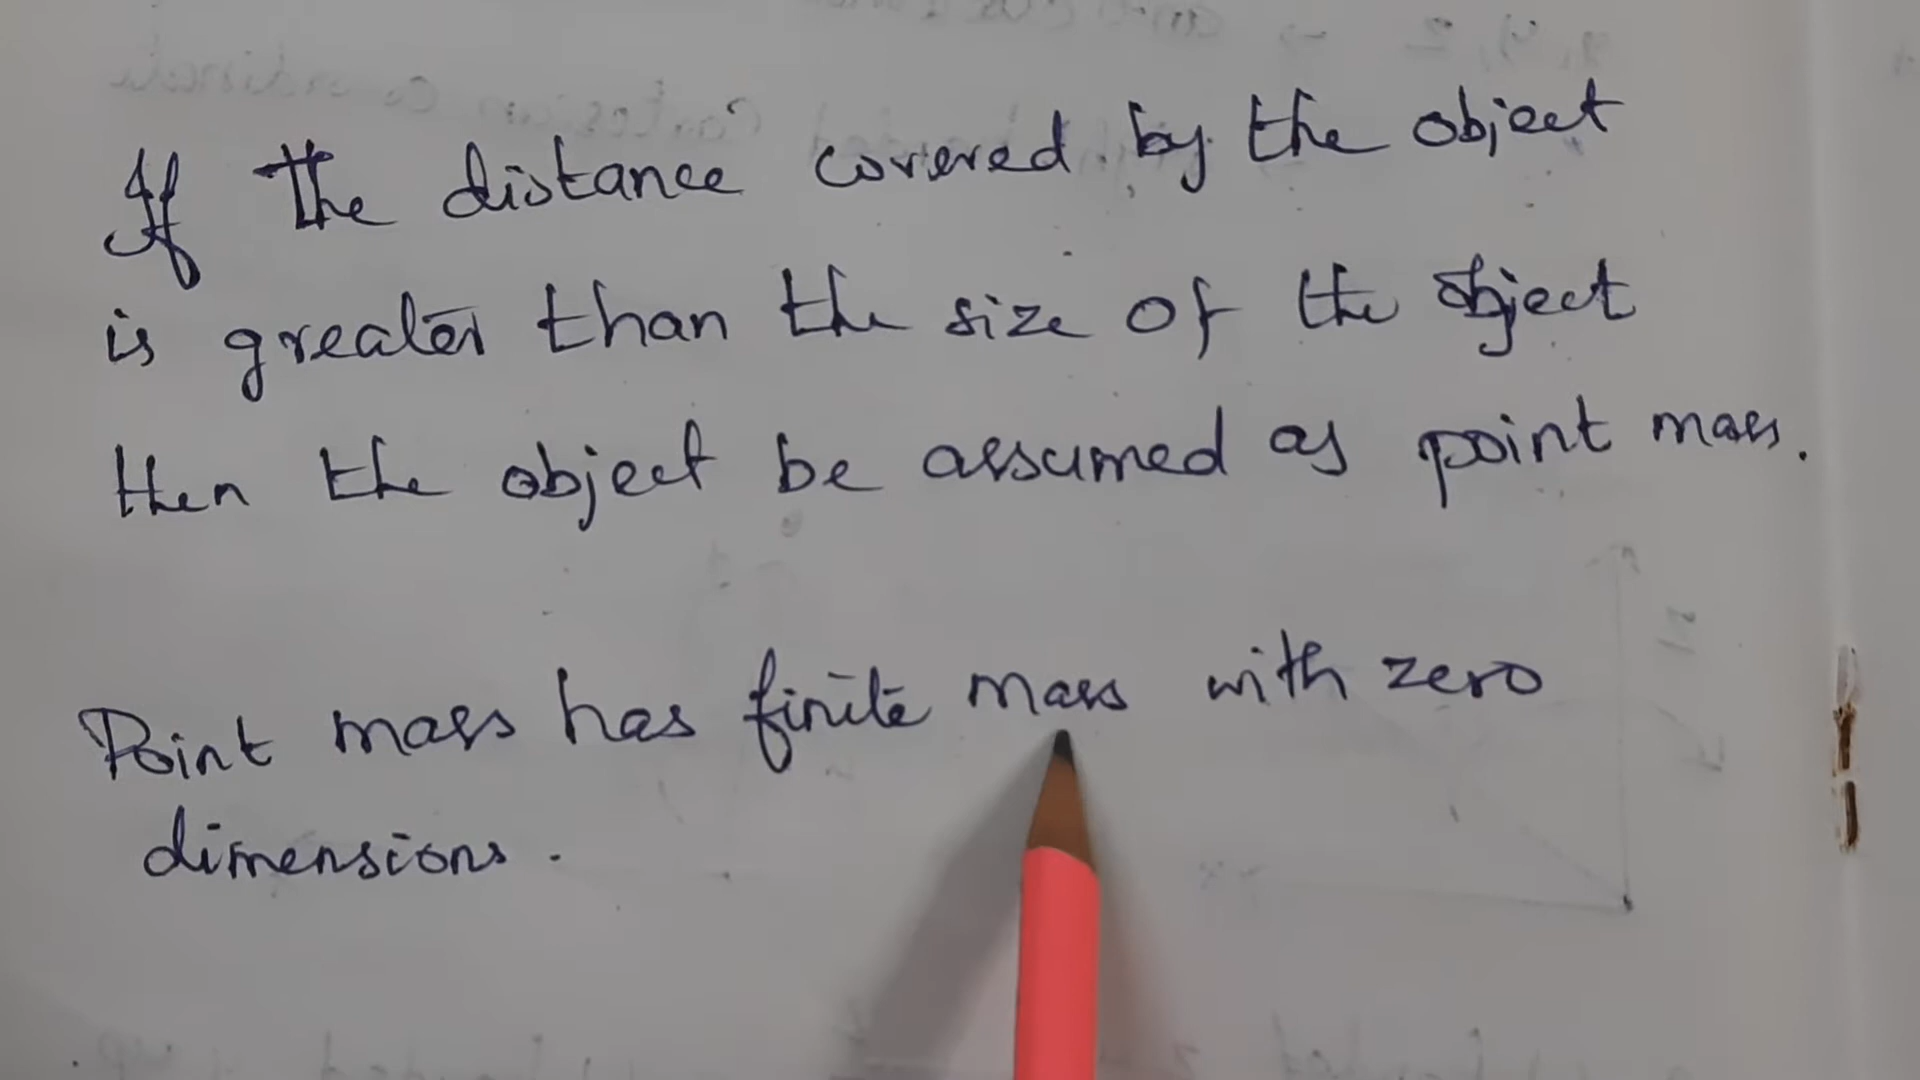 If the distance covered by the object
is greater than the size of the object
then the object be assumed as point mass.
Point mass has finite mass with zero
dimensions.